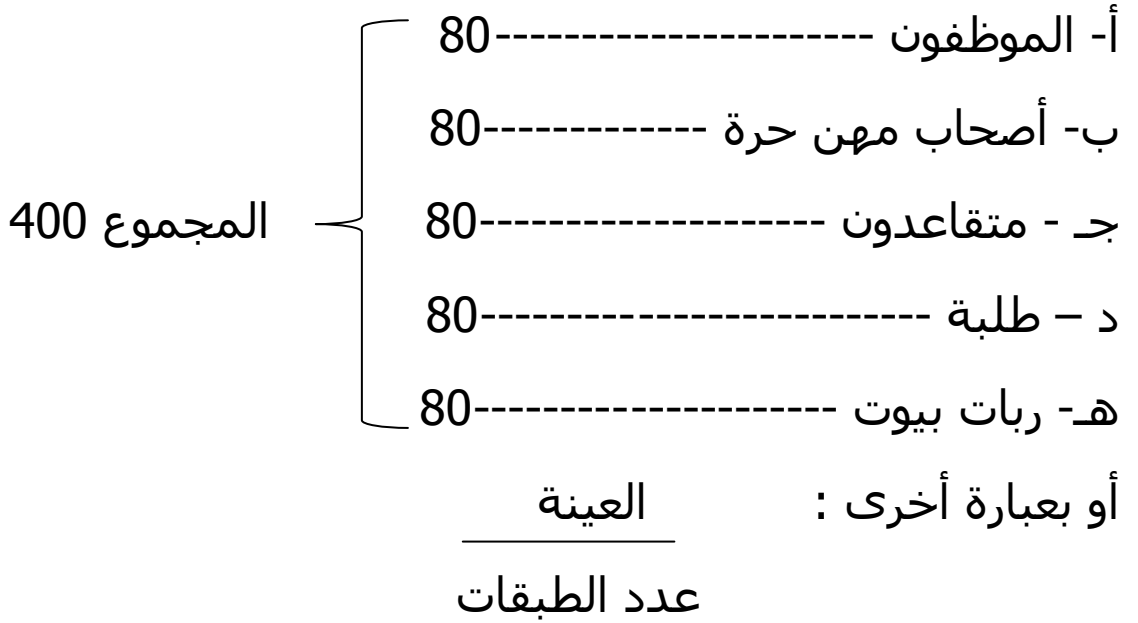 أ- الموظفون ----------------------80
ب- أصحاب مهن حرة -------------80
جـ - متقاعدون --------------------80
المجموع 400
د – طلبة --------------------------80
هـ- ربات بيوت ---------------------80
أو بعبارة أخرى : العينة
عدد الطبقات